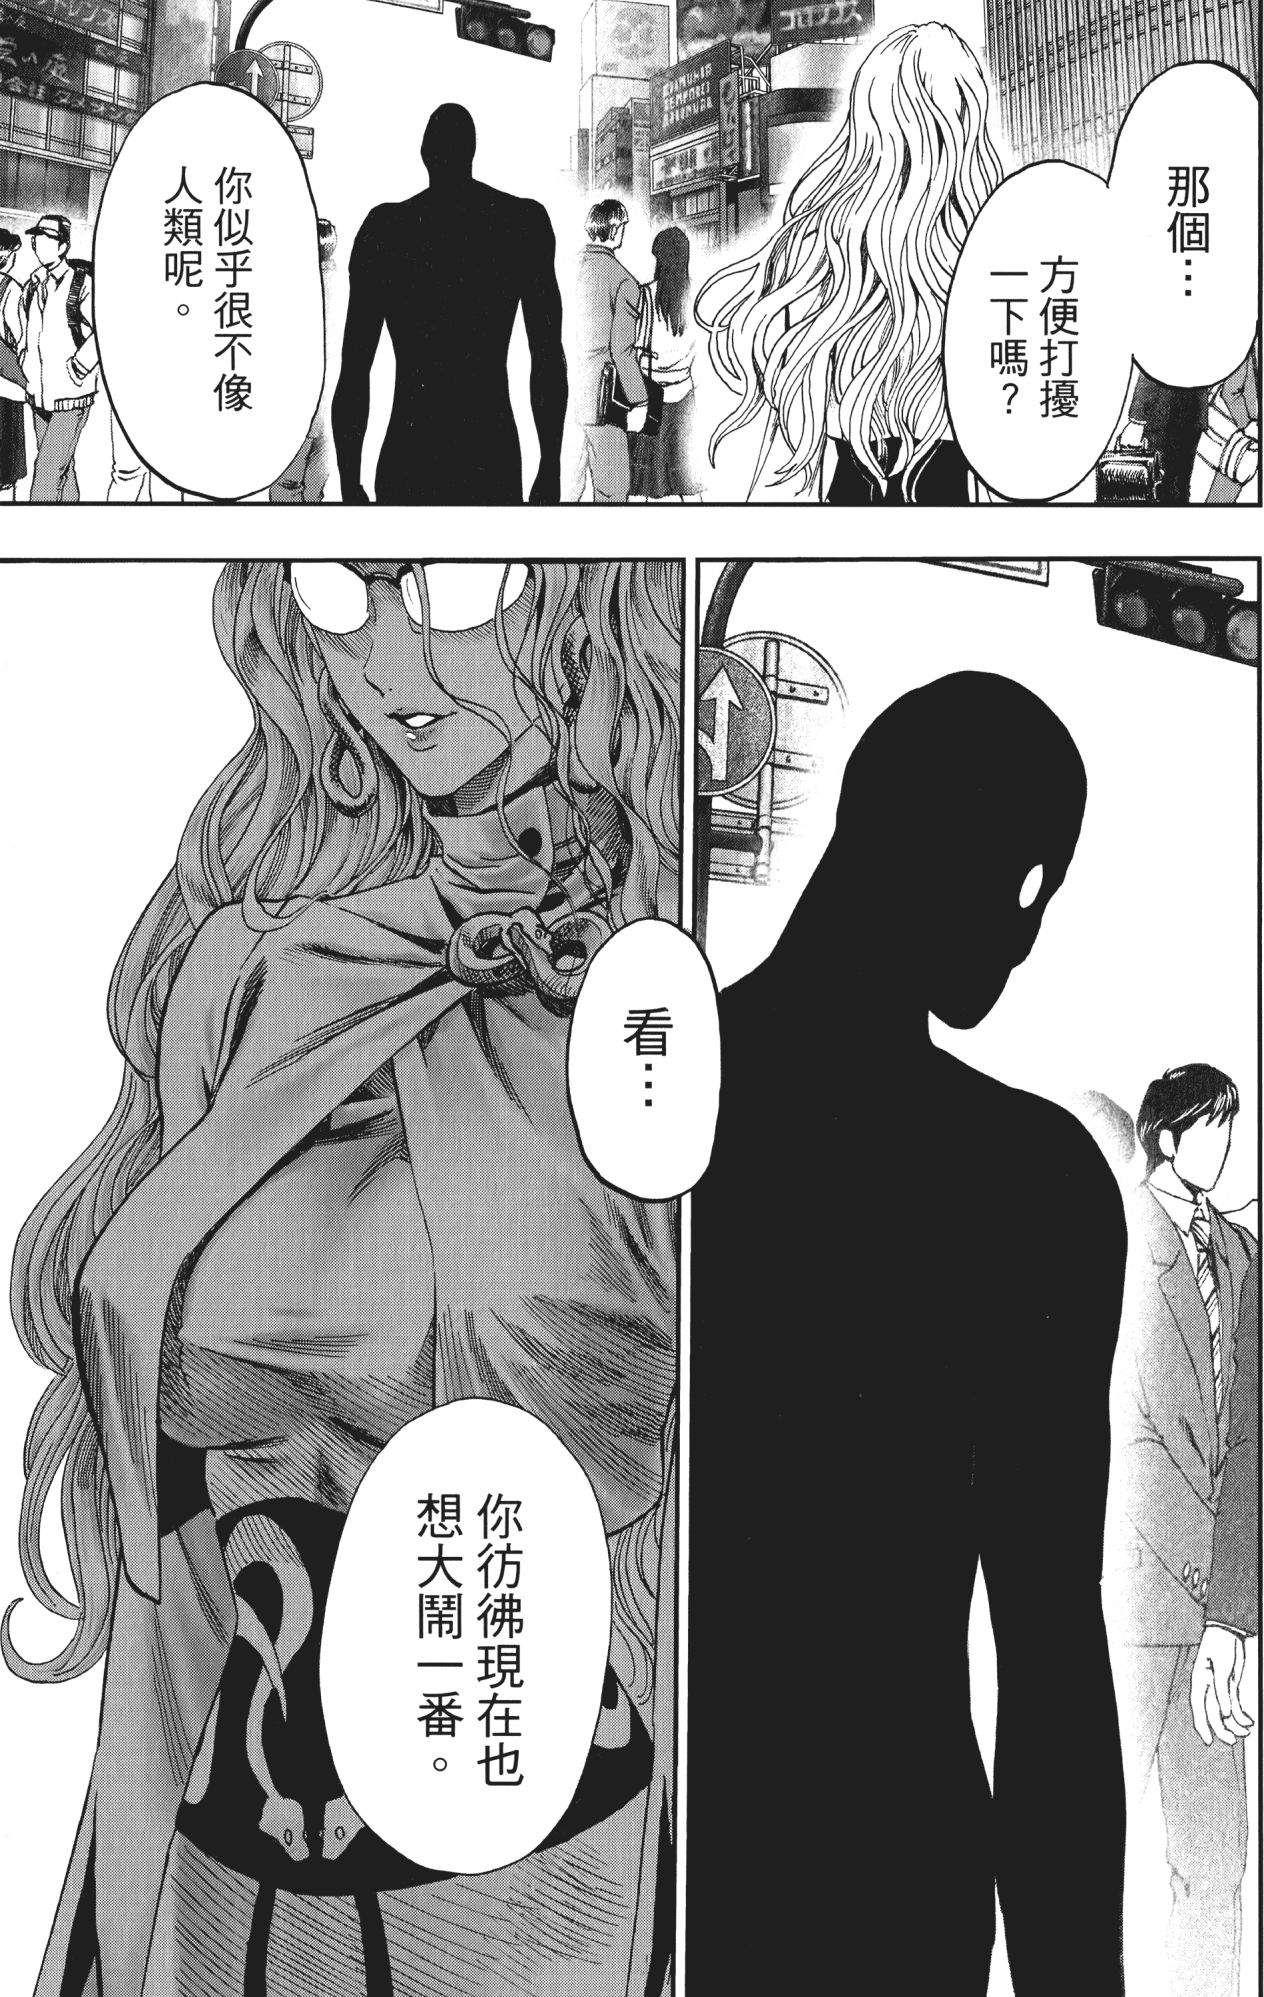 那個…
方便打擾
一下嗎？
你似乎很不像
人類呢。
看…
你彷彿現在也
想大鬧一番。